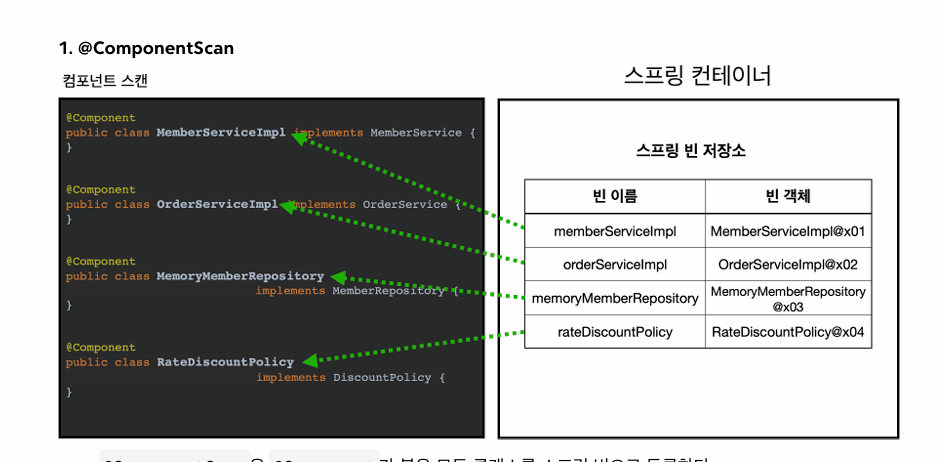 1. @ComponentScan
컴포넌트 스캔
스프링 컨테이너
@Component
public class MemberServiceImpl implements MemberService {
}
@Component
public class OrderServiceImpl implements OrderService {
}
@Component
public class MemoryMemberRepository
implements MemberRepository {
}
@Component
public class RateDiscountPolicy
implements DiscountPolicy {
}
스프링 빈 저장소
빈 이름 빈 객체
memberServiceImpl MemberServiceImpl@x01
orderServiceImpl OrderServiceImpl@x02
memoryMemberRepository MemoryMemberRepository
@x03
rateDiscountPolicy RateDiscountPolicy@x04